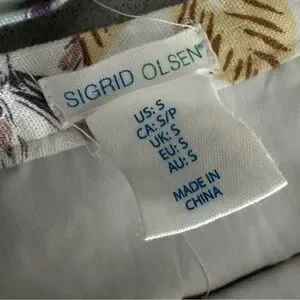 SIGRID OLSEN®
US: S
CA: S/P
UK: S
EU: S
AU: S
MADE IN
CHINA